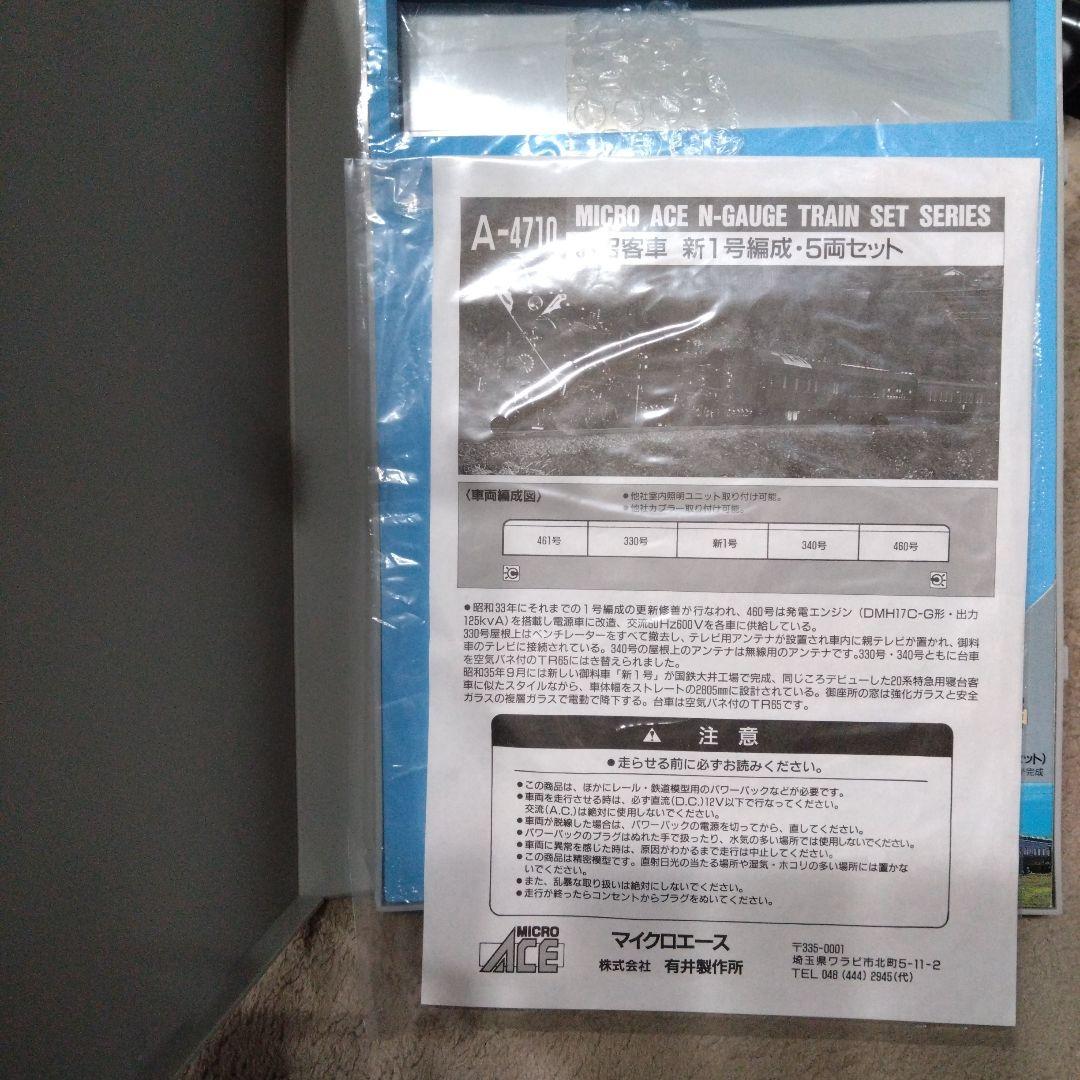 A-4710
MICRO ACE N-GAUGE TRAIN SET SERIES
召客車 新1号編成・5両セット
〈車両編成図〉
●他社室内照明ユニット取り付け可能。
●他社カプラー取り付け可能。
461号 330号 新1号 340号 460号
C C
●昭和33年にそれまでの1号編成の更新修善が行なわれ、460号は発電エンジン(DMH17C-G形・出力
125kVA)を搭載し電源車に改造、交流60Hz600Vを各車に供給している。
330号屋根上はベンチレーターをすべて撤去し、テレビ用アンテナが設置され車内に親テレビが置かれ、御料
車のテレビに接続されている。340号の屋根上のアンテナは無線用のアンテナです。330号・340号ともに台車
を空気バネ付のTR65にはき替えられました。
昭和35年9月には新しい御料車「新1号」が国鉄大井工場で完成、同じころデビューした20系特急用寝台客
車に似たスタイルながら、車体幅をストレートの2805mmに設計されている。御座所の窓は強化ガラスと安全
ガラスの複層ガラスで電動で降下する。台車は空気バネ付のTR65です。
注意
●走らせる前に必ずお読みください。
●この商品は、ほかにレール・鉄道模型用のパワーパックなどが必要です。
●車両を走行させる時は、必ず直流(D.C.)12V以下で行なってください。
交流(A.C.)は絶対に使用しないでください。
●車両が脱線した場合は、パワーパックの電源を切ってから、直してください。
●パワーパックのプラグはぬれた手で扱ったり、水気の多い場所では使用しないでください。
●車両に異常を感じた時は、原因がわかるまで走行は中止してください。
●この商品は精密模型です。直射日光の当たる場所や湿気・ホコリの多い場所には置かな
いでください。
●また、乱暴な取り扱いは絶対にしないでください。
●走行が終ったらコンセントからプラグをぬいてください。
MICRO
ACE
マイクロエース
株式会社 有井製作所
〒335-0001
埼玉県ワラビ市北町5-11-2
TEL 048(444)2945(代)
ット)
完成